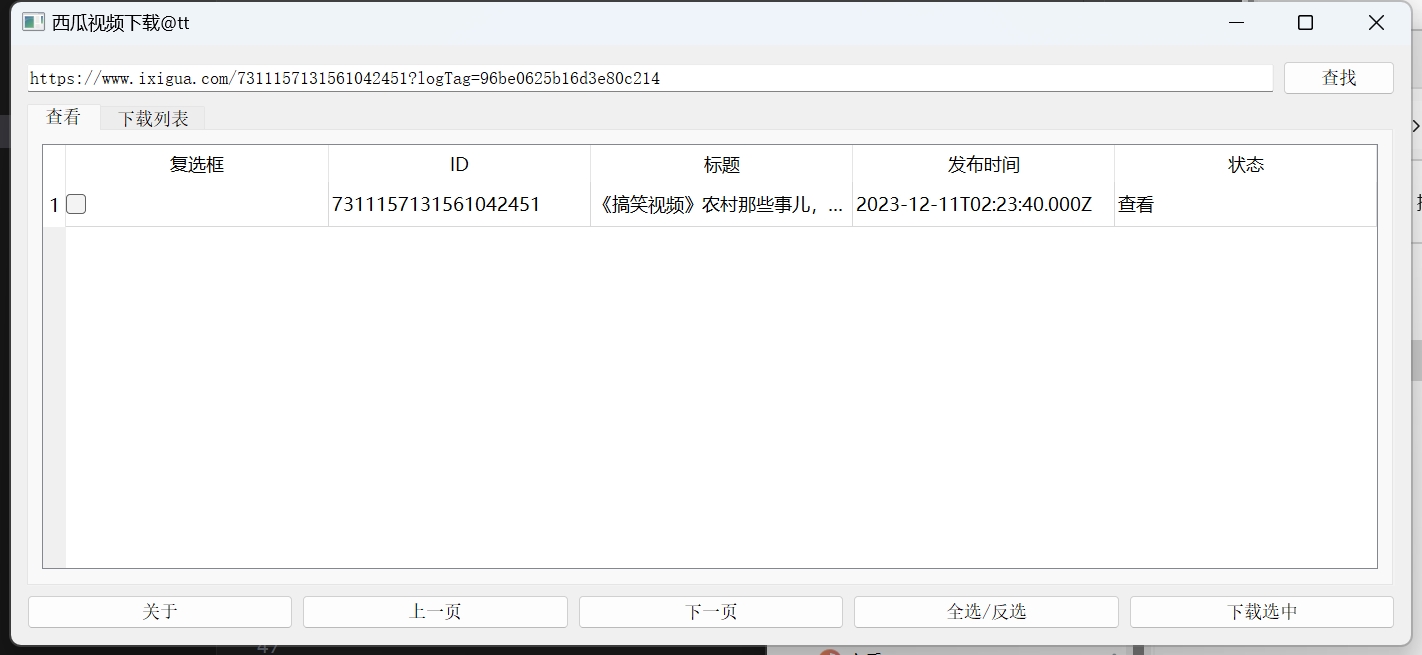 西瓜视频下载@tt
https://www.ixigua.com/7311157131561042451?logTag=96be0625b16d3e80c214
查找
查看 下载列表
复选框 ID 标题 发布时间 状态
1 7311157131561042451 《搞笑视频》农村那些事儿，... 2023-12-11T02:23:40.000Z 查看
关于 上一页 下一页 全选/反选 下载选中
47